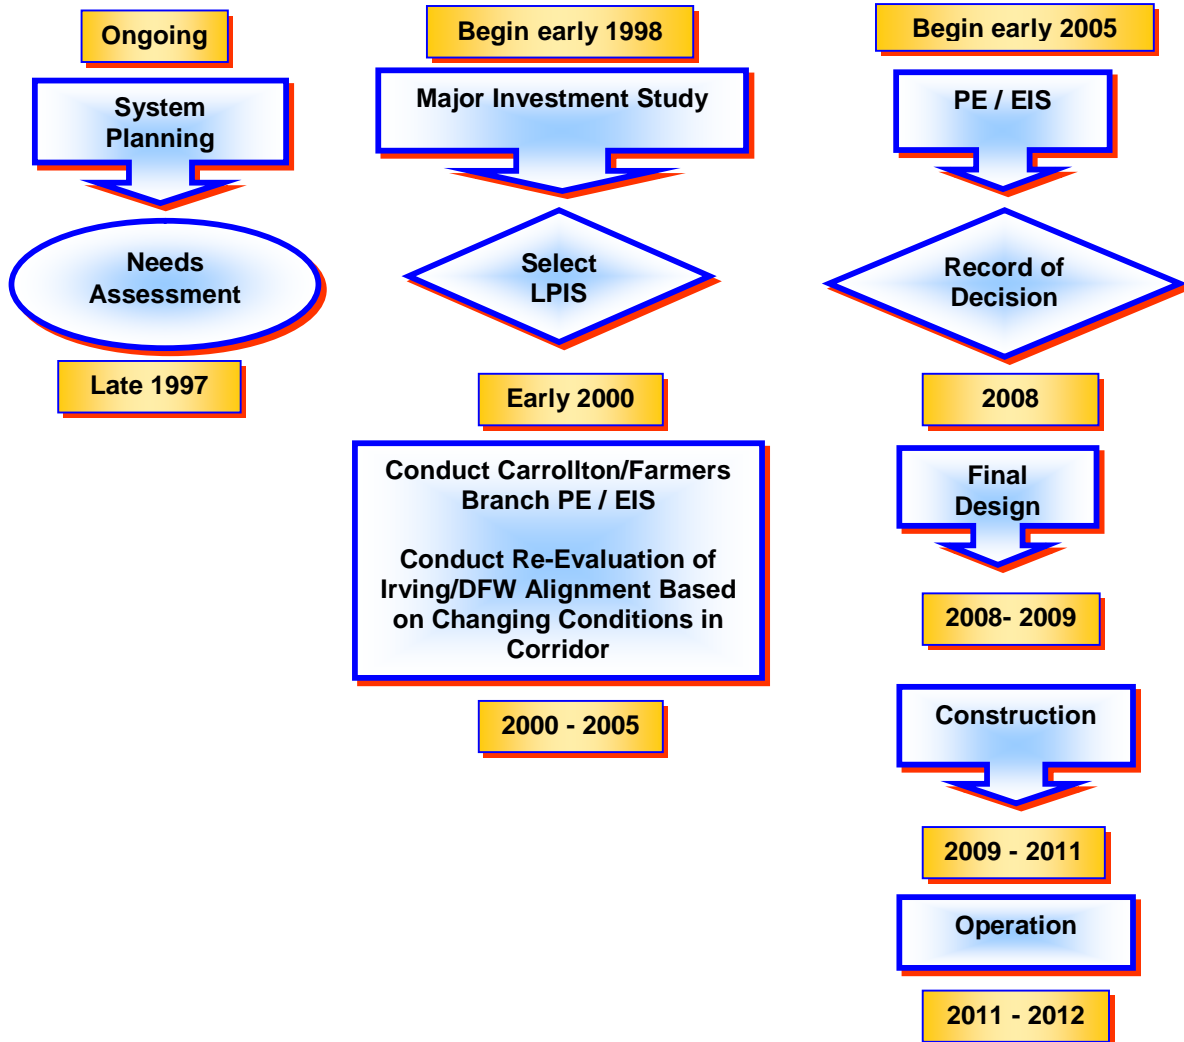 Ongoing
System
Planning
Needs
Assessment
Late 1997
Begin early 1998
Major Investment Study
Select
LPIS
Early 2000
Conduct Carrollton/Farmers
Branch PE / EIS
Conduct Re-Evaluation of
Irving/DFW Alignment Based
on Changing Conditions in
Corridor
2000 - 2005
Begin early 2005
PE / EIS
Record of
Decision
2008
Final
Design
2008- 2009
Construction
2009 - 2011
Operation
2011 - 2012